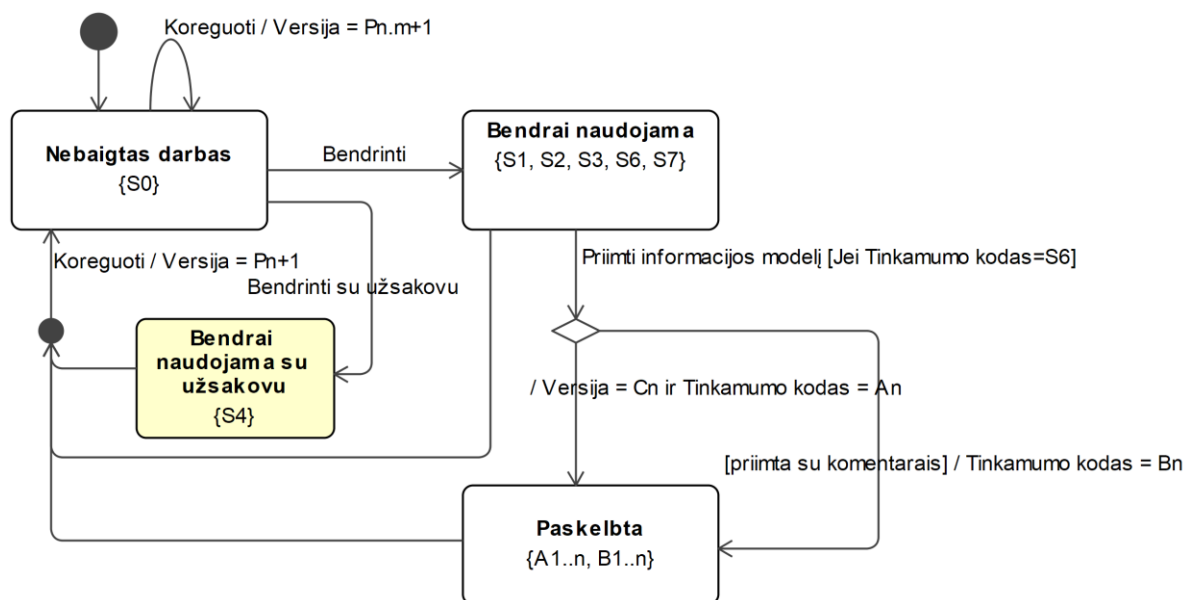 Koreguoti / Versija = Pn.m+1
Nebaigtas darbas
{S0}
Bendrinti
Bendrai naudojama
{S1, S2, S3, S6, S7}
Koreguoti / Versija = Pn+1
Bendrinti su užsakovu
Priimti informacijos modelį [Jei Tinkamumo kodas=S6]
Bendrai
naudojama su
užsakovu
{S4}
/ Versija = Cn ir Tinkamumo kodas = An
[priimta su komentarais] / Tinkamumo kodas = Bn
Paskelbta
{A1..n, B1..n}